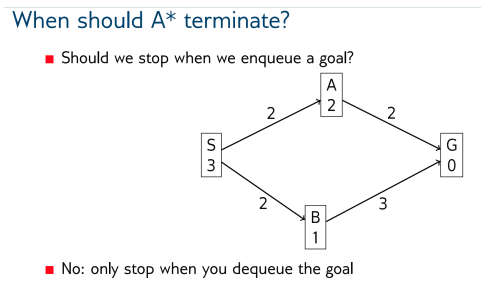 When should A* terminate?
Should we stop when we enqueue a goal?
A
2
2
2
S
3
G
0
2
3
B
1
No: only stop when you dequeue the goal